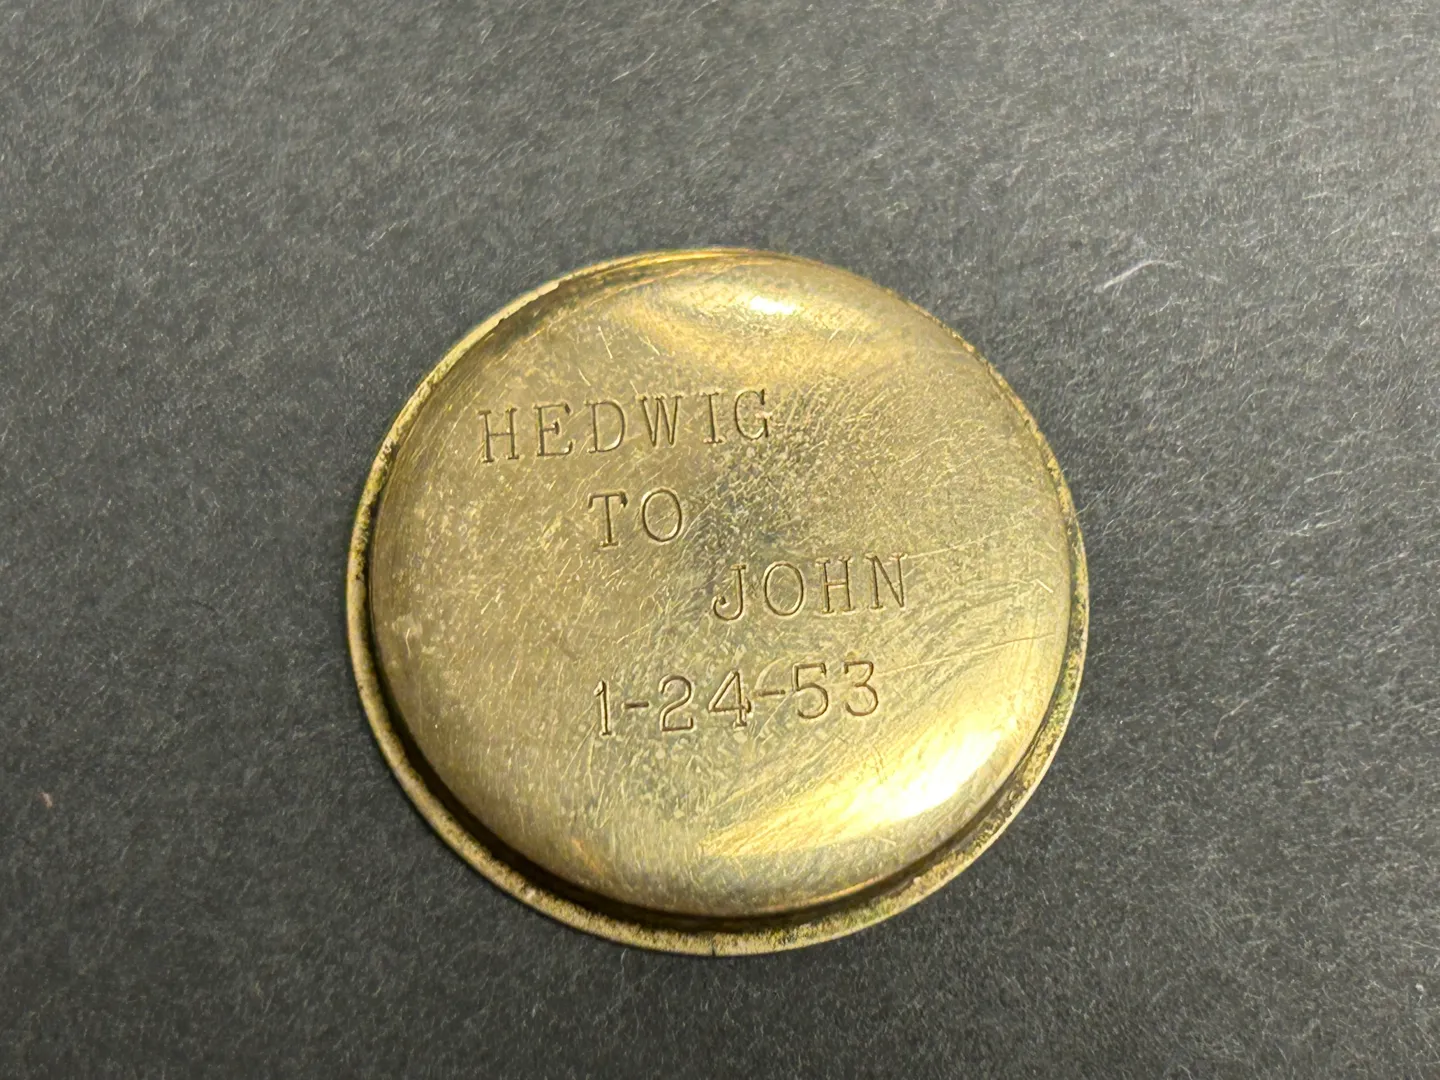 HEDWIG
TO
JOHN
1-24-53